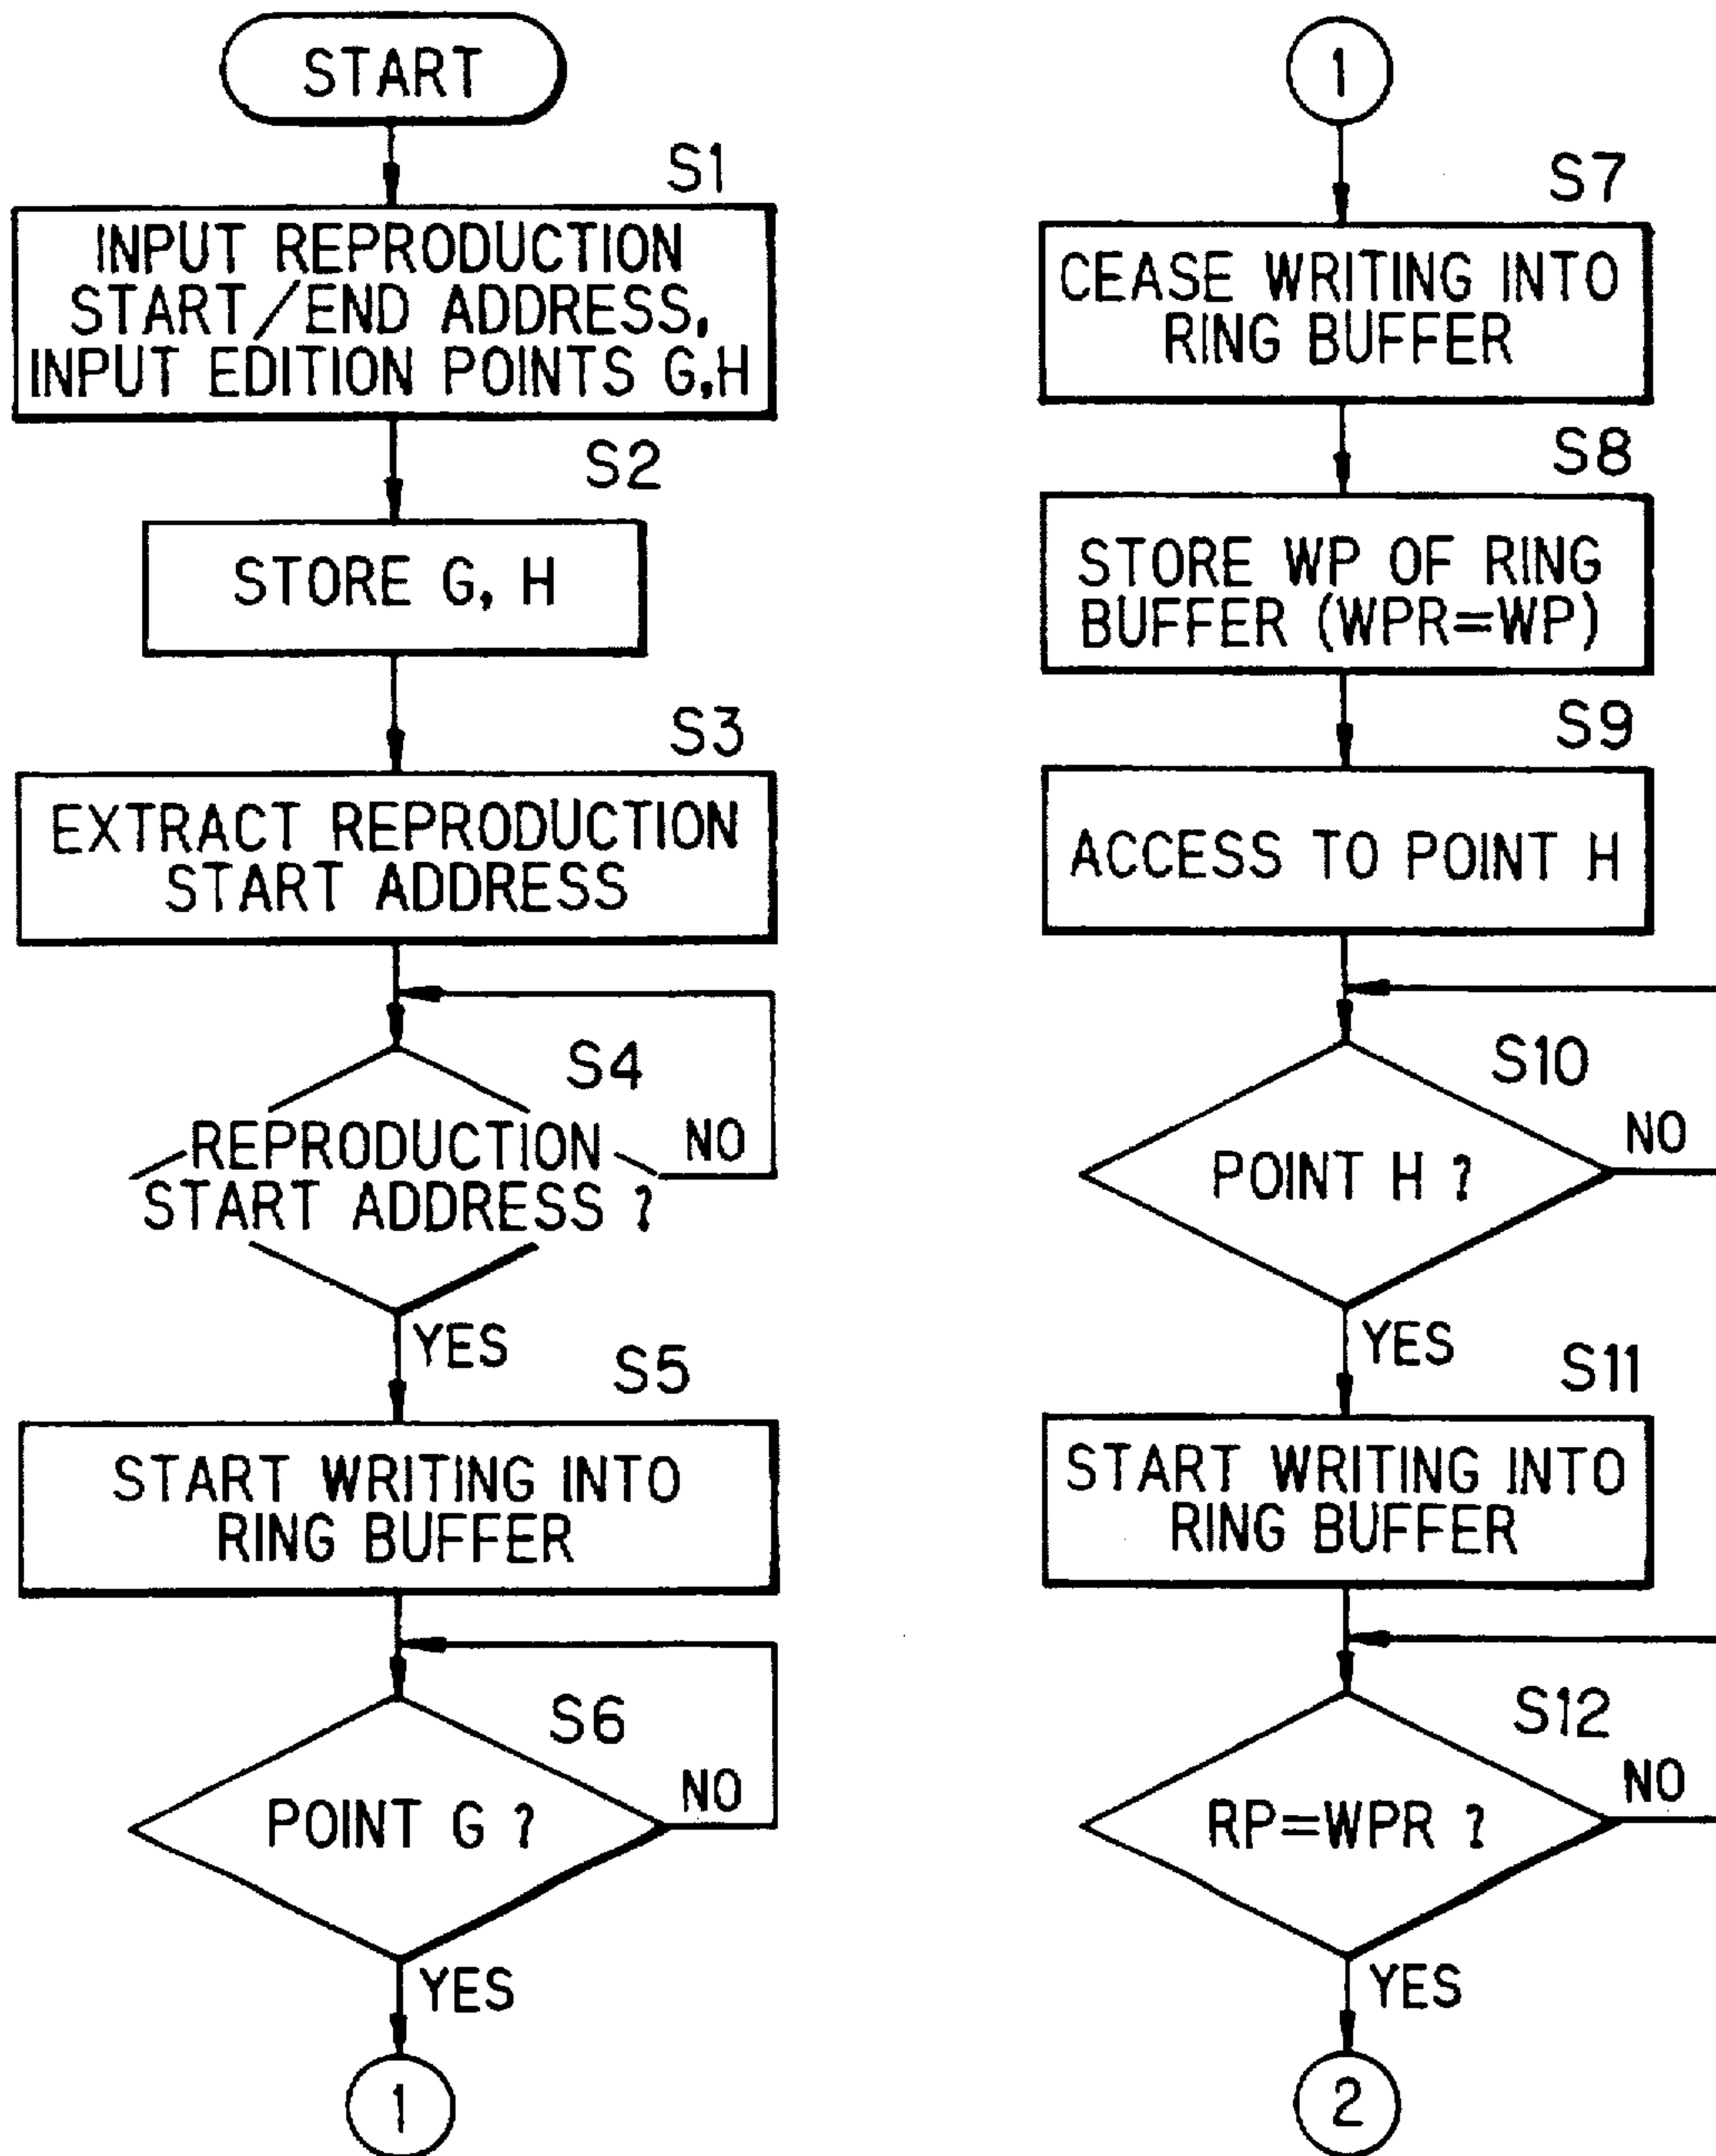 START
S1
INPUT REPRODUCTION
START/END ADDRESS,
INPUT EDITION POINTS G,H
S2
STORE G, H
S3
EXTRACT REPRODUCTION
START ADDRESS
S4
REPRODUCTION
START ADDRESS ?
NO
YES
S5
START WRITING INTO
RING BUFFER
S6
POINT G ?
NO
YES
1
1
S7
CEASE WRITING INTO
RING BUFFER
S8
STORE WP OF RING
BUFFER (WPR=WP)
S9
ACCESS TO POINT H
S10
POINT H ?
NO
YES
S11
START WRITING INTO
RING BUFFER
S12
RP=WPR ?
NO
YES
2